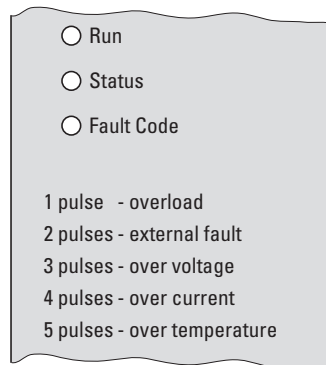 Run
Status
Fault Code
1 pulse - overload
2 pulses - external fault
3 pulses - over voltage
4 pulses - over current
5 pulses - over temperature